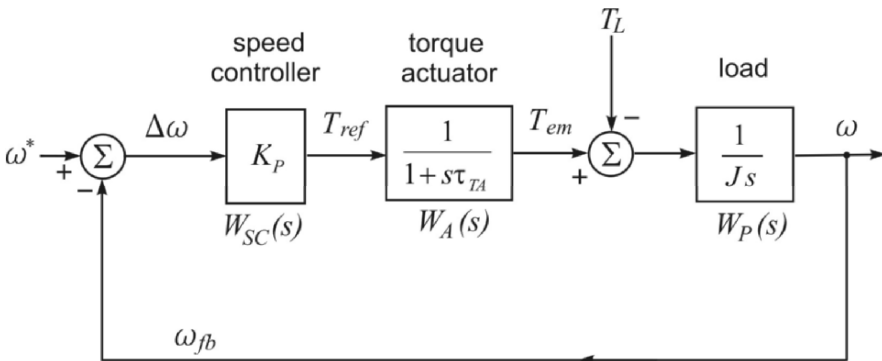 speed controller
torque actuator
T_L
load
ω*
+
−
Σ
Δω
K_P
W_SC(s)
T_ref
1
1+sτ_TA
W_A(s)
T_em
+
−
Σ
1
Js
W_P(s)
ω
ω_fb